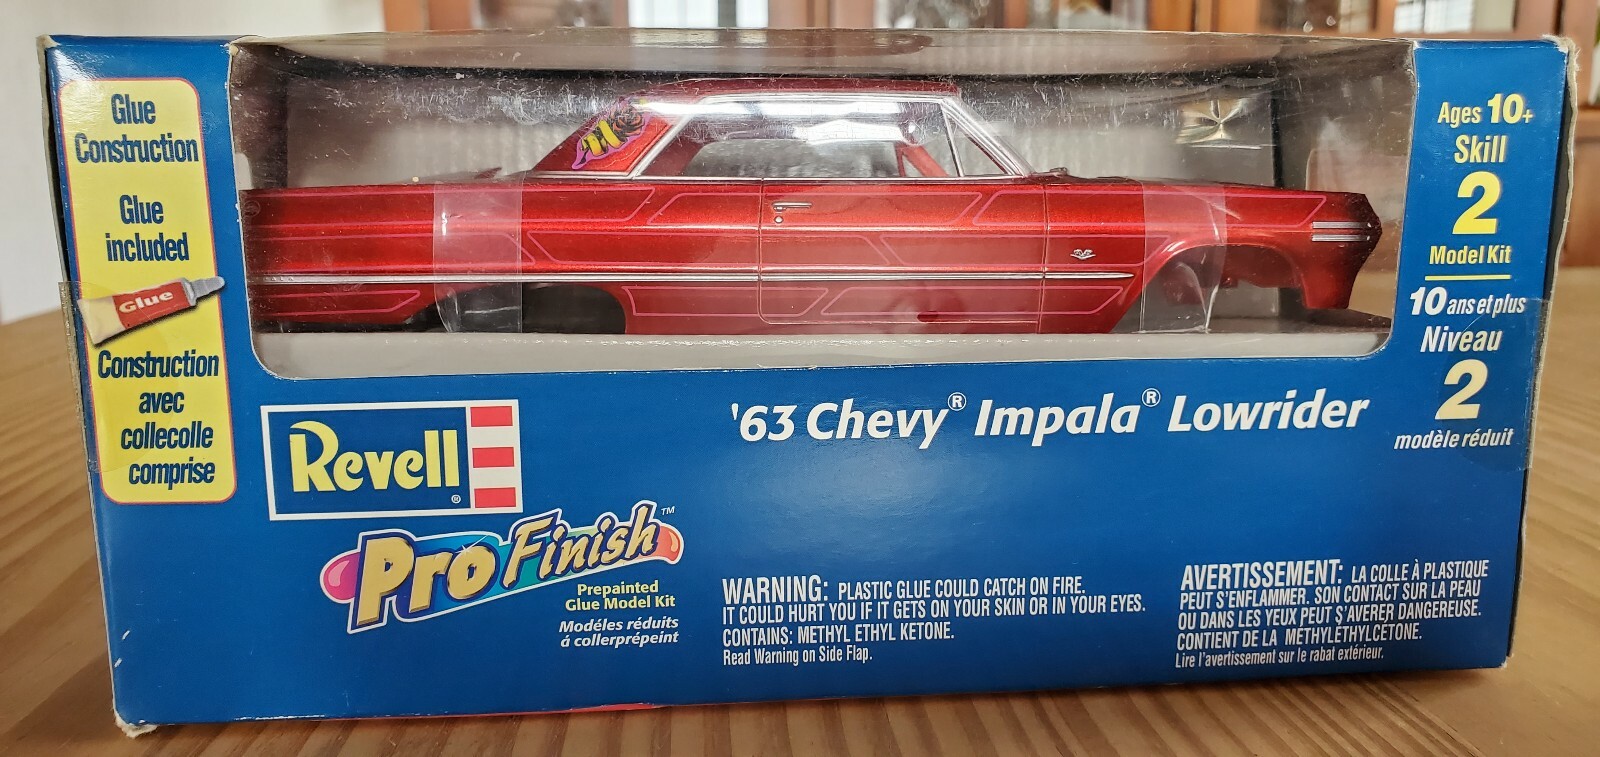 Glue
Construction
Glue
included
Glue
Construction
avec
collecolle
comprise
Ages 10+
Skill
2
Model Kit
10 ans et plus
Niveau
2
modèle réduit
'63 Chevy® Impala® Lowrider
Revell®
Pro Finish™
Prepainted
Glue Model Kit
Modéles réduits
á collerprépeint
WARNING: PLASTIC GLUE COULD CATCH ON FIRE.
IT COULD HURT YOU IF IT GETS ON YOUR SKIN OR IN YOUR EYES.
CONTAINS: METHYL ETHYL KETONE.
Read Warning on Side Flap.
AVERTISSEMENT: LA COLLE À PLASTIQUE
PEUT S'ENFLAMMER. SON CONTACT SUR LA PEAU
OU DANS LES YEUX PEUT S'AVERER DANGEREUSE.
CONTIENT DE LA METHYLÉTHYLCÉTONE.
Lire l'avertissement sur le rabat extérieur.